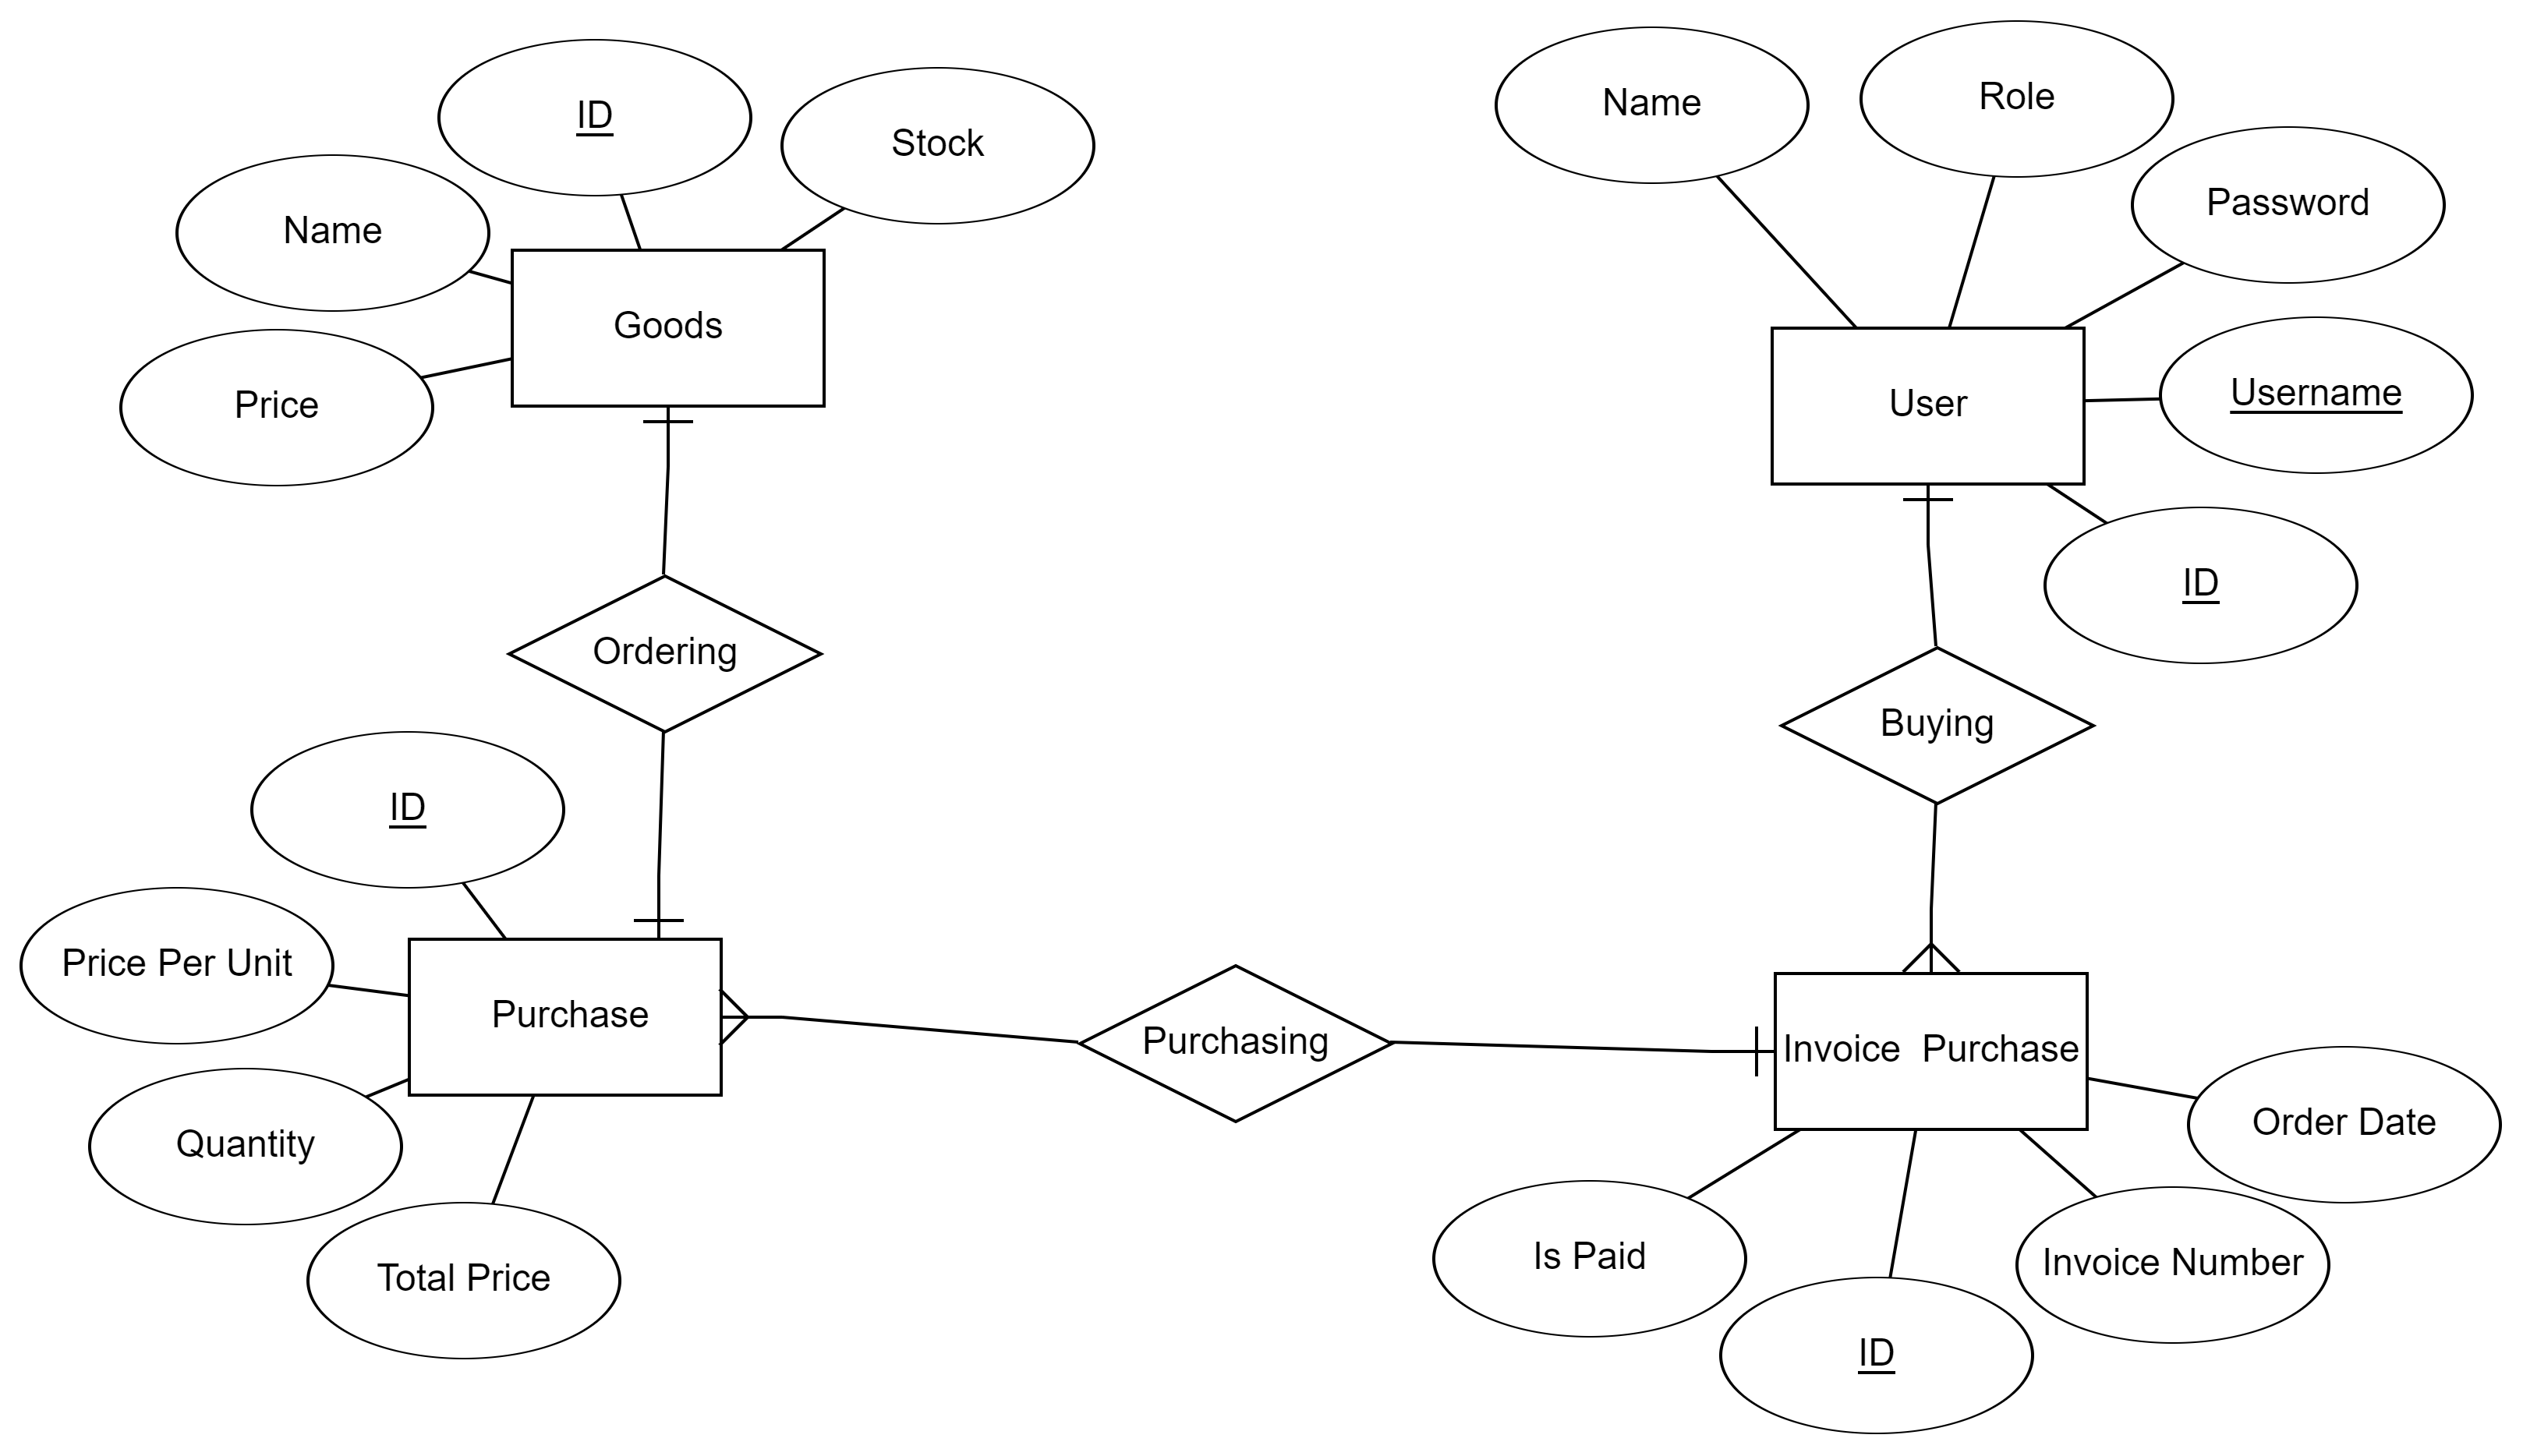 Name
Role
ID
Stock
Password
Name
Goods
Price
User
Username
ID
Ordering
Buying
ID
Price Per Unit
Purchase
Purchasing
Invoice  Purchase
Order Date
Quantity
Is Paid
Invoice Number
Total Price
ID